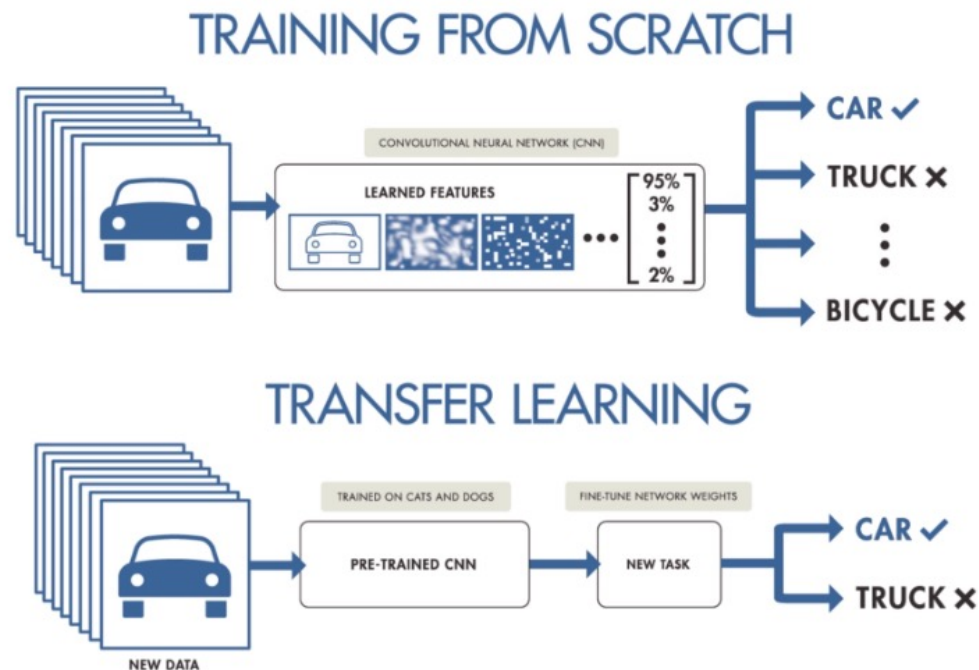 TRAINING FROM SCRATCH
CONVOLUTIONAL NEURAL NETWORK (CNN)
LEARNED FEATURES
95%
3%
2%
CAR ✓
TRUCK ✕
BICYCLE ✕
TRANSFER LEARNING
TRAINED ON CATS AND DOGS
FINE-TUNE NETWORK WEIGHTS
PRE-TRAINED CNN
NEW TASK
CAR ✓
TRUCK ✕
NEW DATA